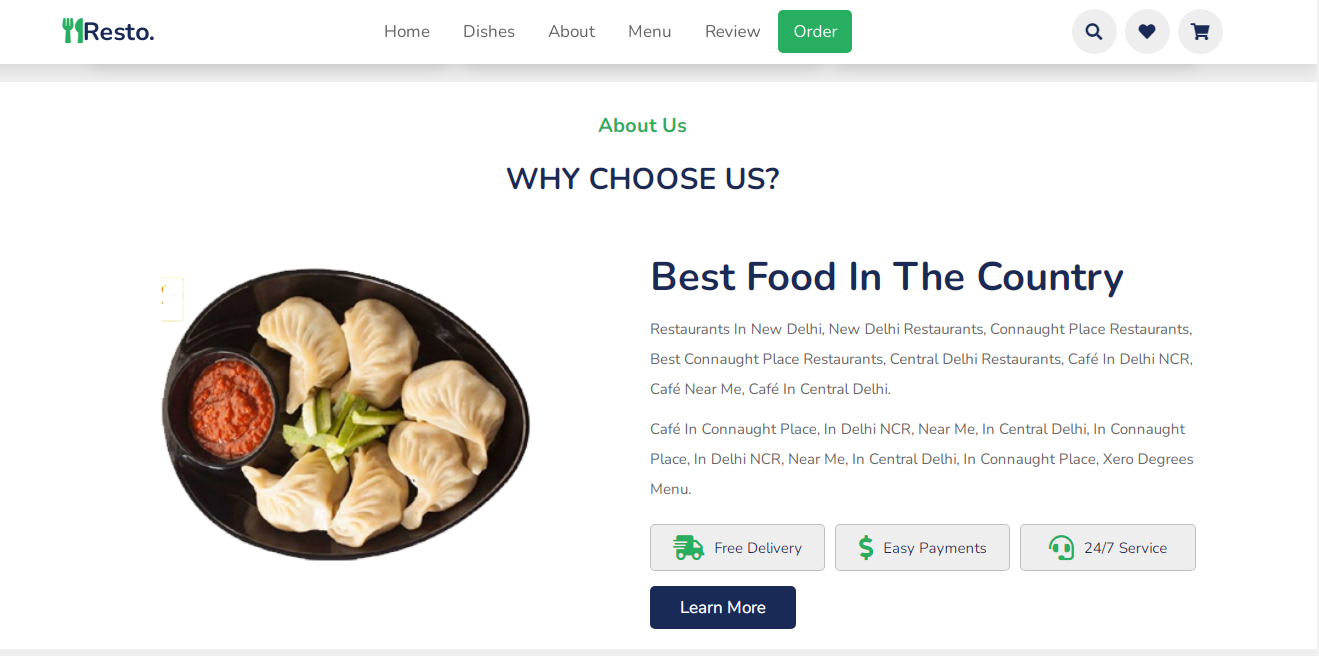 Resto.
Home Dishes About Menu Review Order
About Us
WHY CHOOSE US?
Best Food In The Country
Restaurants In New Delhi, New Delhi Restaurants, Connaught Place Restaurants,
Best Connaught Place Restaurants, Central Delhi Restaurants, Café In Delhi NCR,
Café Near Me, Café In Central Delhi.
Café In Connaught Place, In Delhi NCR, Near Me, In Central Delhi, In Connaught
Place, In Delhi NCR, Near Me, In Central Delhi, In Connaught Place, Xero Degrees
Menu.
Free Delivery Easy Payments 24/7 Service
Learn More